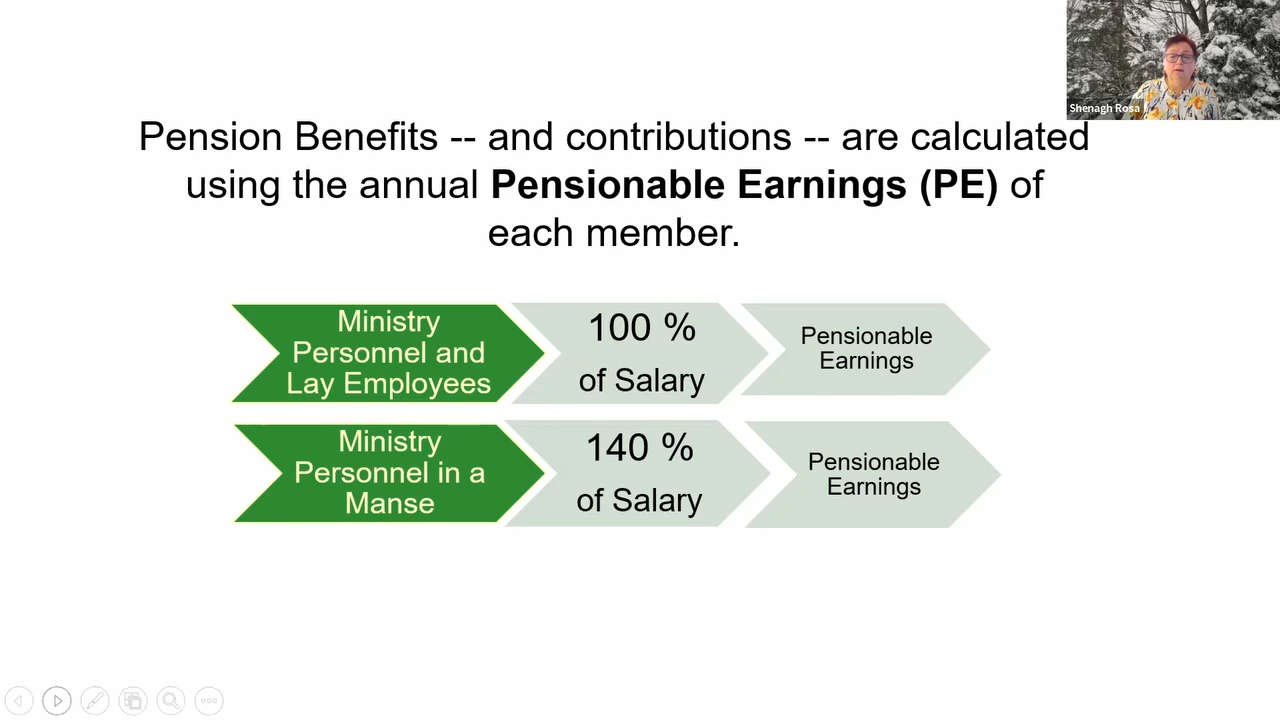 Shenagh Rosa
Pension Benefits -- and contributions -- are calculated
using the annual Pensionable Earnings (PE) of
each member.
Ministry
Personnel and
Lay Employees
100 %
of Salary
Pensionable
Earnings
Ministry
Personnel in a
Manse
140 %
of Salary
Pensionable
Earnings